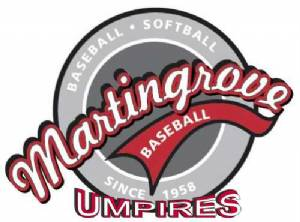 BASEBALL · SOFTBALL
Martingrove
BASEBALL
SINCE 1958
UMPIRES